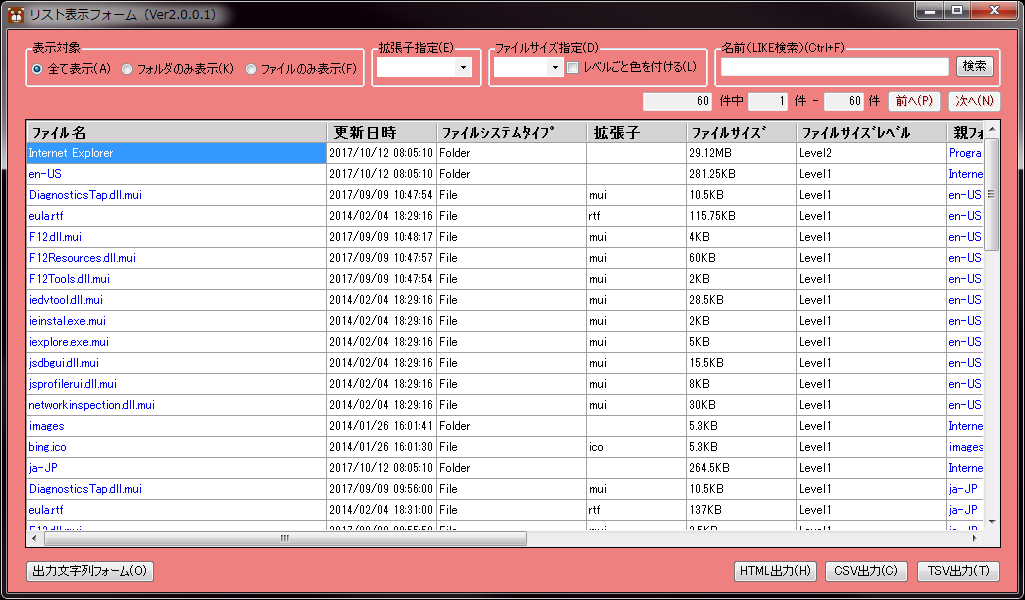 リスト表示フォーム（Ver2.0.0.1）
表示対象 拡張子指定(E) ファイルサイズ指定(D) 名前(LIKE検索)(Ctrl+F)
全て表示(A) フォルダのみ表示(K) ファイルのみ表示(F) レベルごと色を付ける(L) 検索
60 件中 1 件 - 60 件 前へ(P) 次へ(N)
ファイル名 更新日時 ファイルシステムタイプ 拡張子 ファイルサイズ ファイルサイズレベル 親フォ
Internet Explorer 2017/10/12 08:05:10 Folder 29.12MB Level2 Progra
en-US 2017/10/12 08:05:10 Folder 281.25KB Level1 Interne
DiagnosticsTap.dll.mui 2017/09/09 10:47:54 File mui 10.5KB Level1 en-US
eula.rtf 2014/02/04 18:29:16 File rtf 115.75KB Level1 en-US
F12.dll.mui 2017/09/09 10:48:17 File mui 4KB Level1 en-US
F12Resources.dll.mui 2017/09/09 10:47:57 File mui 60KB Level1 en-US
F12Tools.dll.mui 2017/09/09 10:47:54 File mui 2KB Level1 en-US
iedvtool.dll.mui 2014/02/04 18:29:16 File mui 28.5KB Level1 en-US
ieinstal.exe.mui 2014/02/04 18:29:16 File mui 2KB Level1 en-US
iexplore.exe.mui 2014/02/04 18:29:16 File mui 5KB Level1 en-US
jsdbgui.dll.mui 2014/02/04 18:29:16 File mui 15.5KB Level1 en-US
jsprofilerui.dll.mui 2014/02/04 18:29:16 File mui 8KB Level1 en-US
networkinspection.dll.mui 2014/02/04 18:29:16 File mui 30KB Level1 en-US
images 2014/01/26 16:01:41 Folder 5.3KB Level1 Interne
bing.ico 2014/01/26 16:01:30 File ico 5.3KB Level1 images
ja-JP 2017/10/12 08:05:10 Folder 264.5KB Level1 Interne
DiagnosticsTap.dll.mui 2017/09/09 09:56:00 File mui 10.5KB Level1 ja-JP
eula.rtf 2014/02/04 18:31:00 File rtf 137KB Level1 ja-JP
出力文字列フォーム(O) HTML出力(H) CSV出力(C) TSV出力(T)